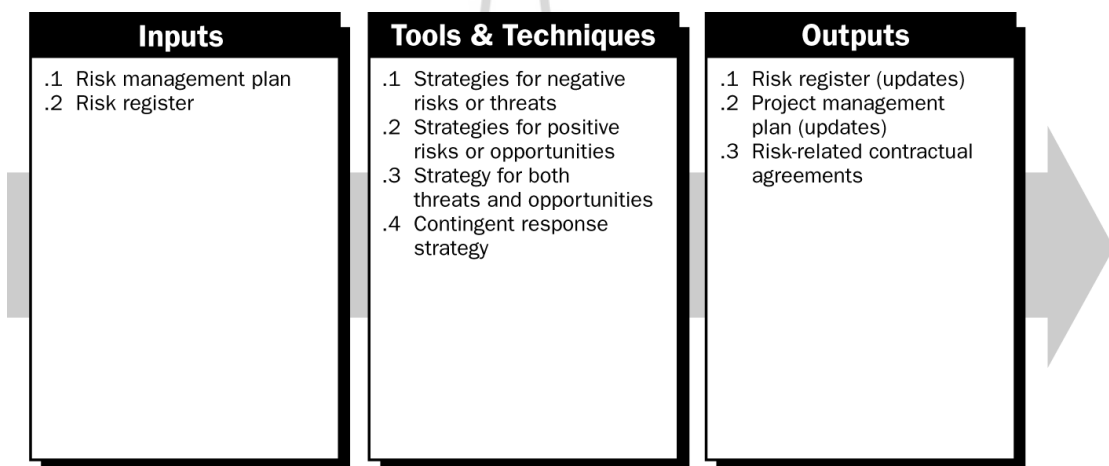 Inputs
.1 Risk management plan
.2 Risk register
Tools & Techniques
.1 Strategies for negative
risks or threats
.2 Strategies for positive
risks or opportunities
.3 Strategy for both
threats and opportunities
.4 Contingent response
strategy
Outputs
.1 Risk register (updates)
.2 Project management
plan (updates)
.3 Risk-related contractual
agreements